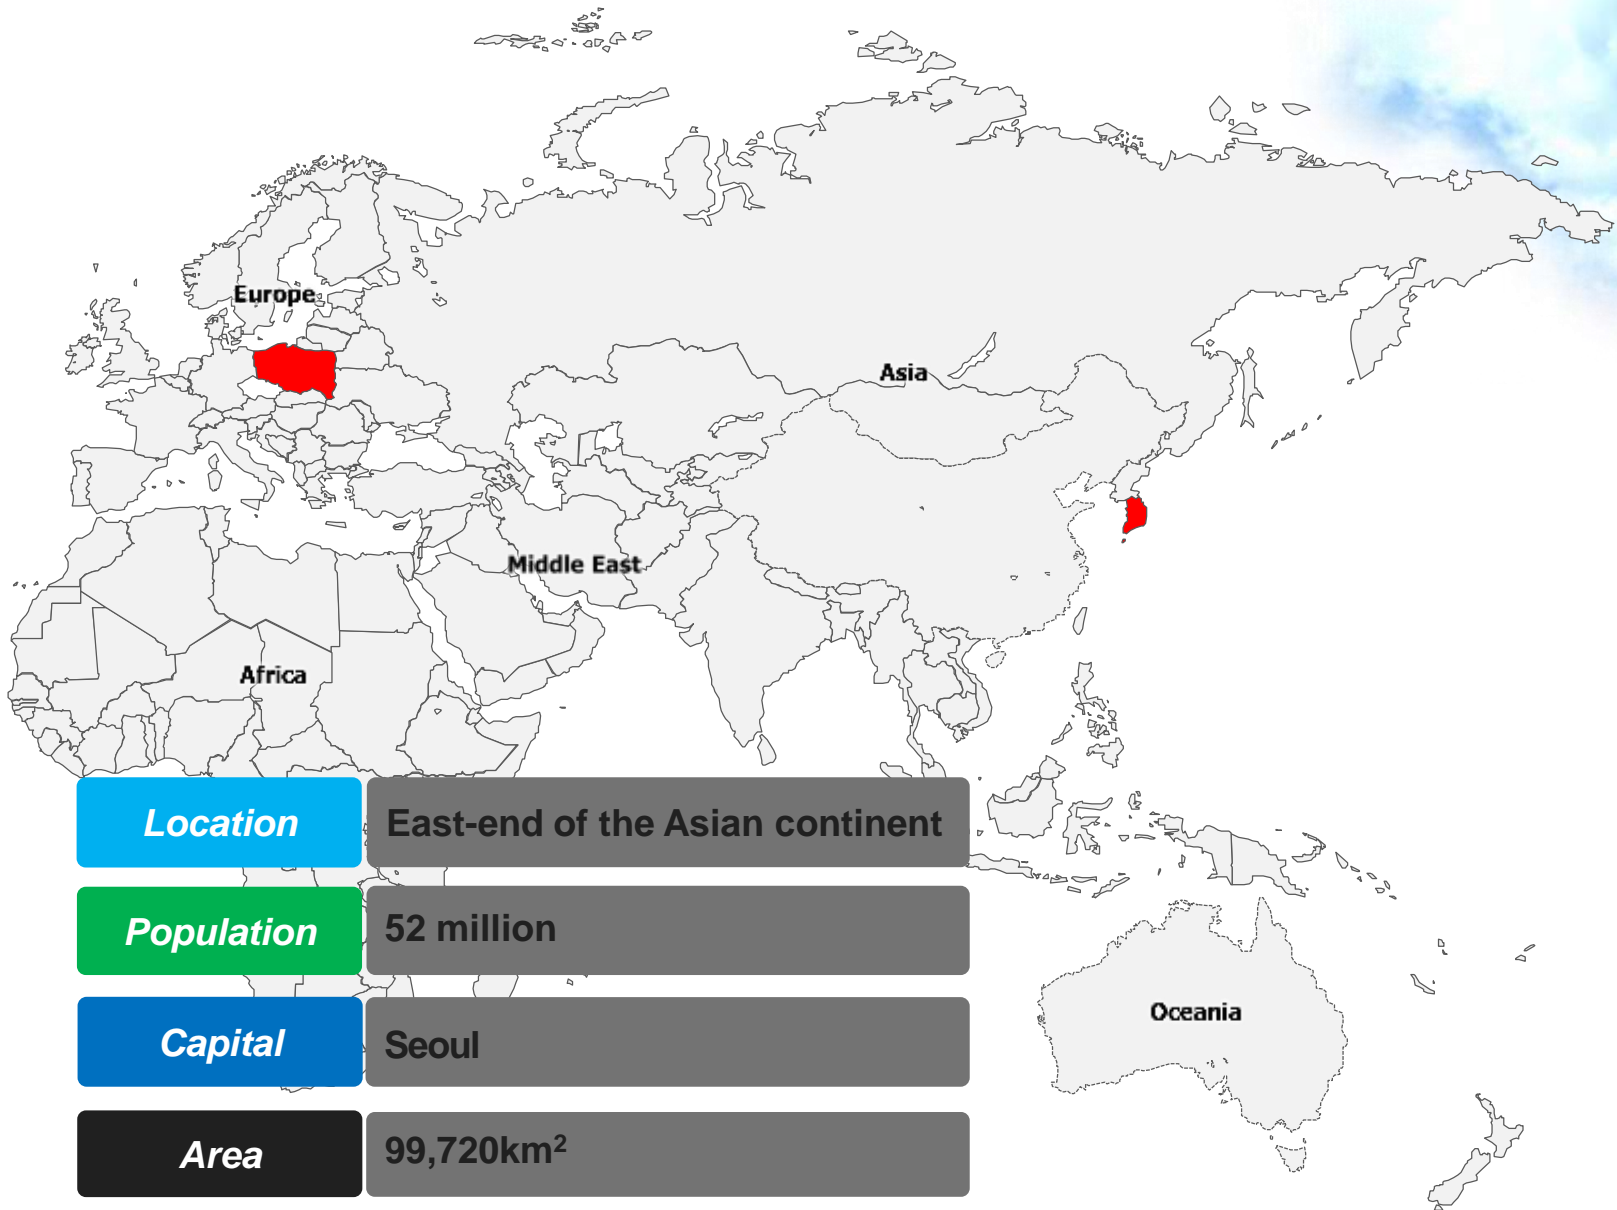 Europe
Asia
Middle East
Africa
Location East-end of the Asian continent
Population 52 million
Oceania
Capital Seoul
Area 99,720km²